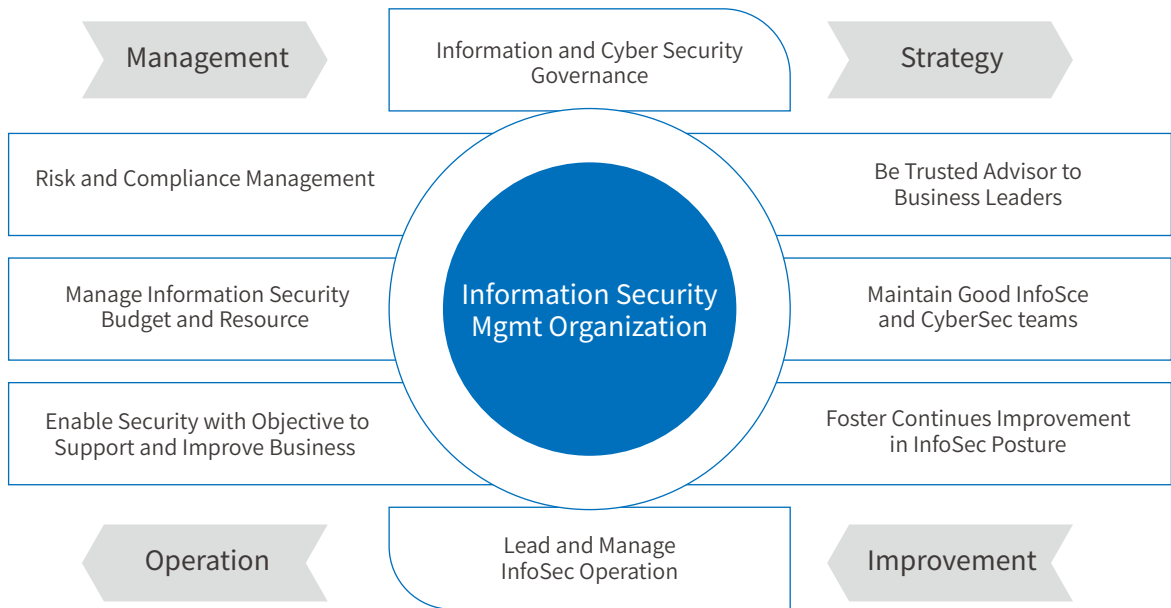 Management
Information and Cyber Security
Governance
Strategy
Risk and Compliance Management
Be Trusted Advisor to
Business Leaders
Manage Information Security
Budget and Resource
Information Security
Mgmt Organization
Maintain Good InfoSce
and CyberSec teams
Enable Security with Objective to
Support and Improve Business
Foster Continues Improvement
in InfoSec Posture
Operation
Lead and Manage
InfoSec Operation
Improvement